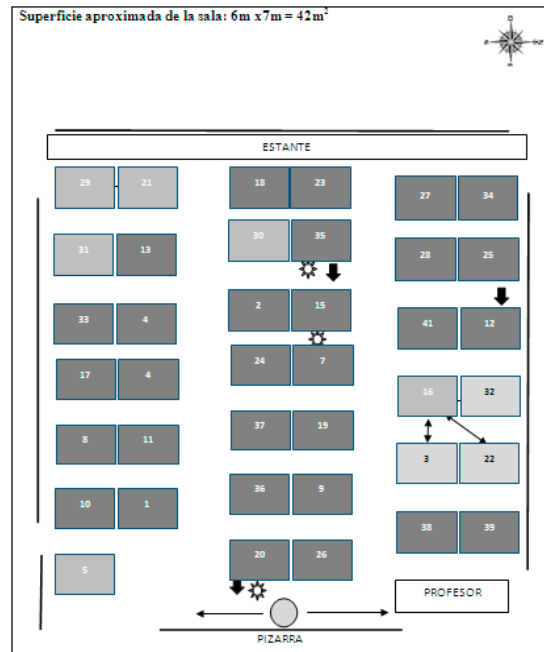 Superficie aproximada de la sala: 6m x7m = 42m²
ESTANTE
29 21 18 23 27 34
31 13 30 35 28 25
33 4 2 15 41 12
17 4 24 7 16 32
8 11 37 19 3 22
10 1 36 9 38 39
5 20 26
PROFESOR
PIZARRA